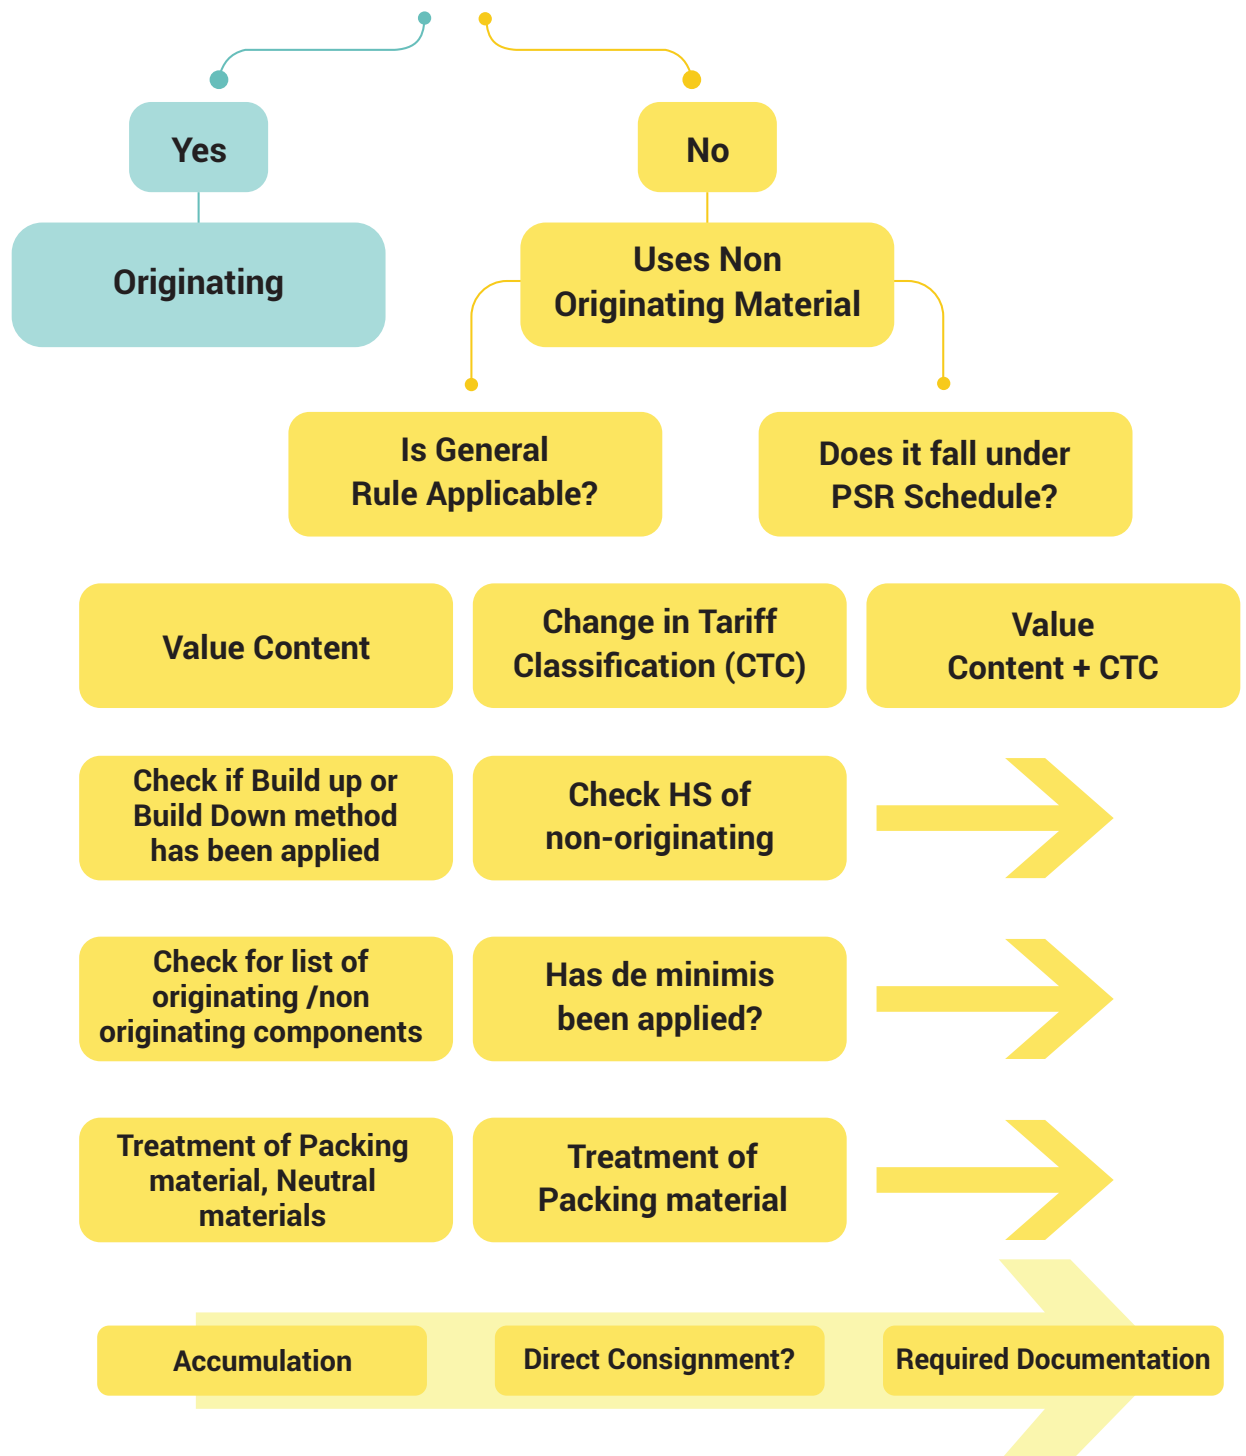 Yes
No
Originating
Uses Non
Originating Material
Is General
Rule Applicable?
Does it fall under
PSR Schedule?
Value Content
Change in Tariff
Classification (CTC)
Value
Content + CTC
Check if Build up or
Build Down method
has been applied
Check HS of
non-originating
Check for list of
originating /non
originating components
Has de minimis
been applied?
Treatment of Packing
material, Neutral
materials
Treatment of
Packing material
Accumulation
Direct Consignment?
Required Documentation